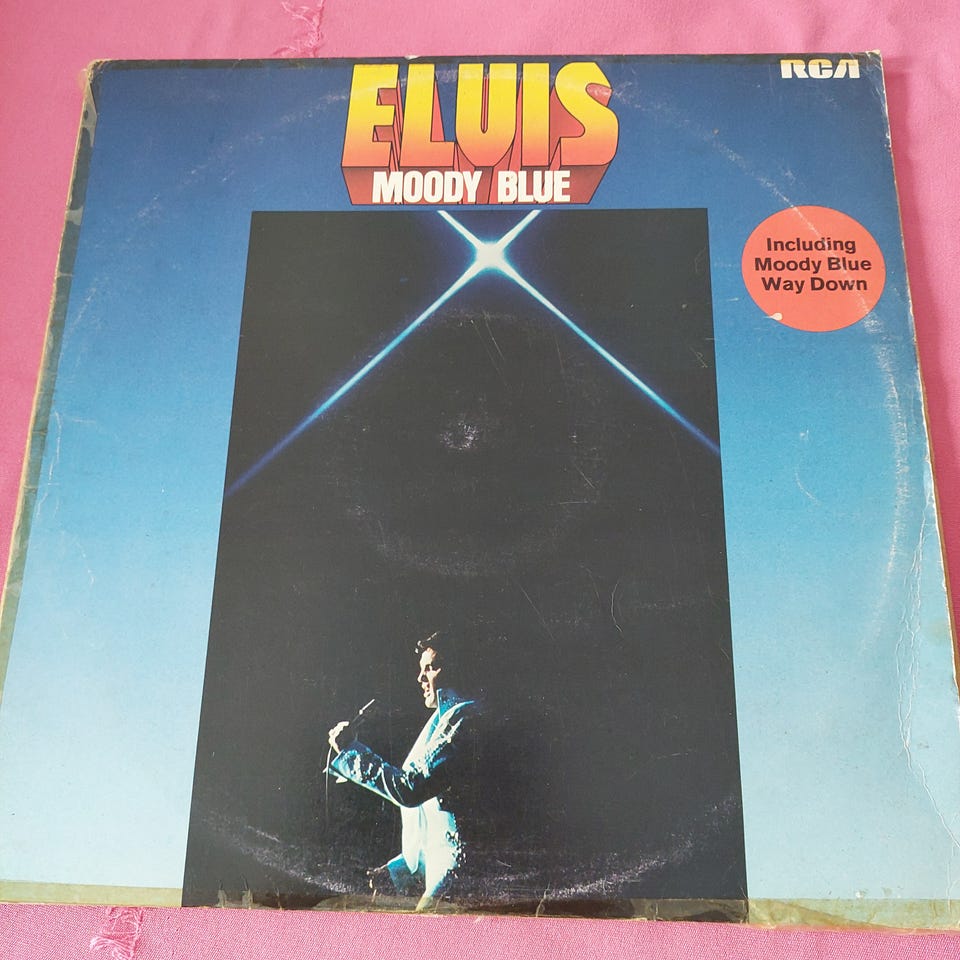 RCA
ELVIS
MOODY BLUE
Including
Moody Blue
Way Down